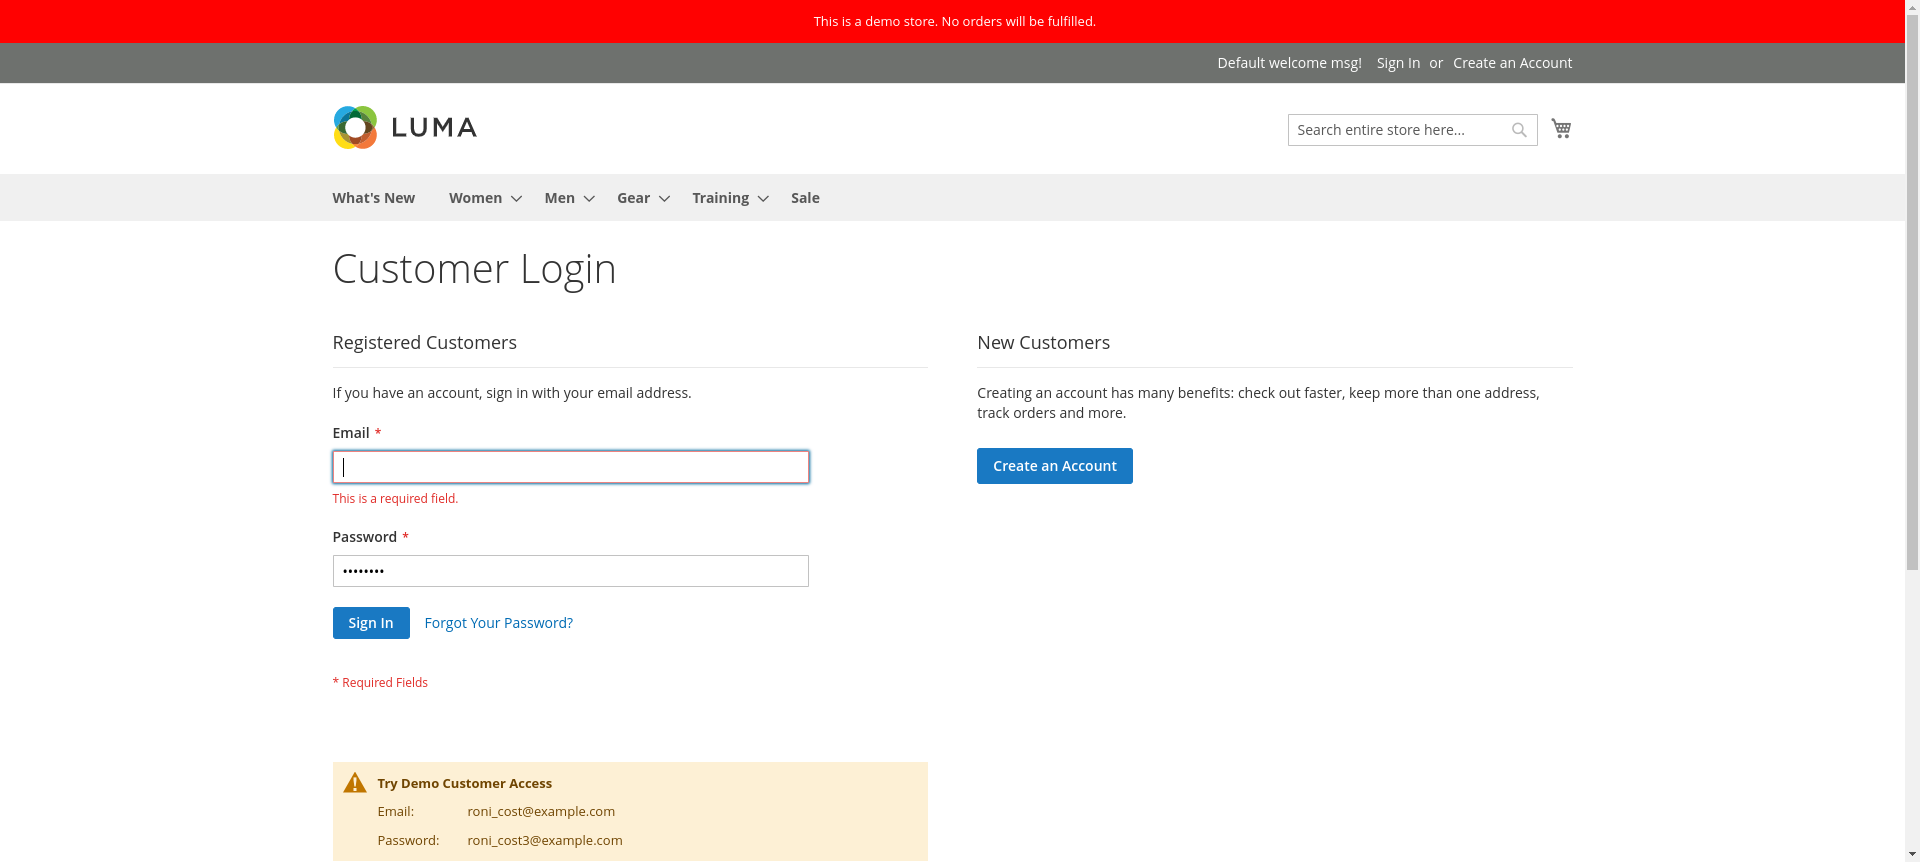 This is a demo store. No orders will be fulfilled.
Default welcome msg! Sign In or Create an Account
LUMA
Search entire store here...
What's New Women Men Gear Training Sale
Customer Login
Registered Customers
If you have an account, sign in with your email address.
Email *
This is a required field.
Password *
••••••••
Sign In Forgot Your Password?
* Required Fields
New Customers
Creating an account has many benefits: check out faster, keep more than one address,
track orders and more.
Create an Account
Try Demo Customer Access
Email: roni_cost@example.com
Password: roni_cost3@example.com